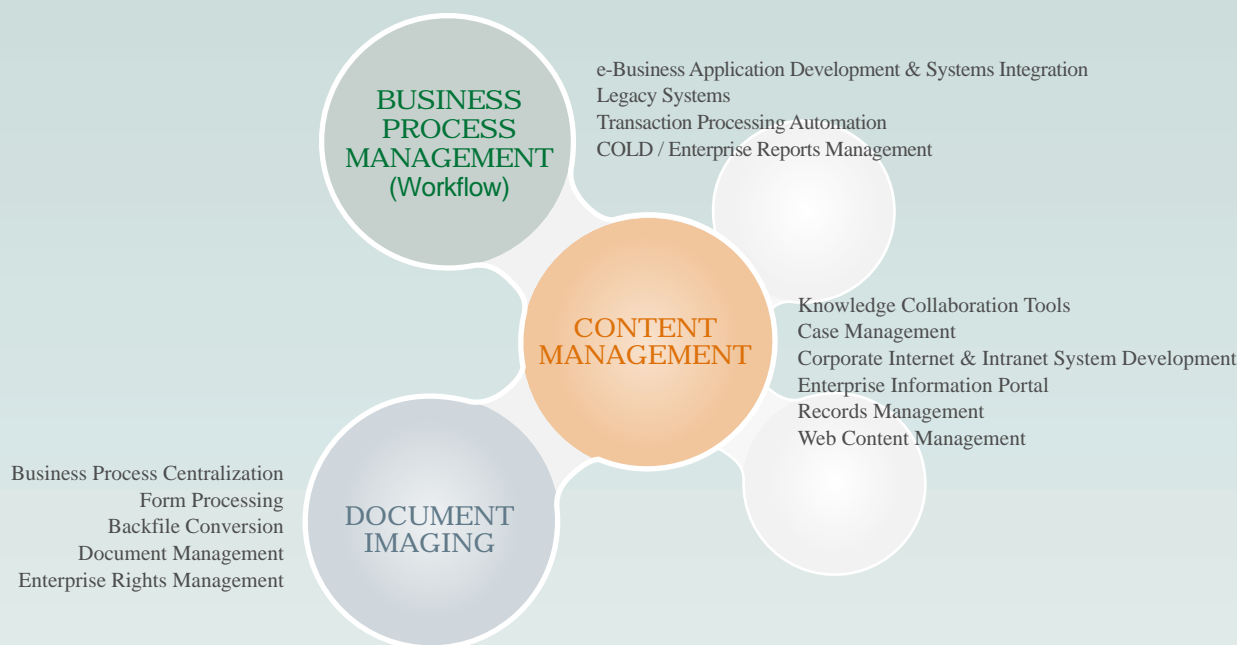 BUSINESS
PROCESS
MANAGEMENT
(Workflow)
e-Business Application Development & Systems Integration
Legacy Systems
Transaction Processing Automation
COLD / Enterprise Reports Management
CONTENT
MANAGEMENT
Knowledge Collaboration Tools
Case Management
Corporate Internet & Intranet System Development
Enterprise Information Portal
Records Management
Web Content Management
Business Process Centralization
Form Processing
Backfile Conversion
Document Management
Enterprise Rights Management
DOCUMENT
IMAGING